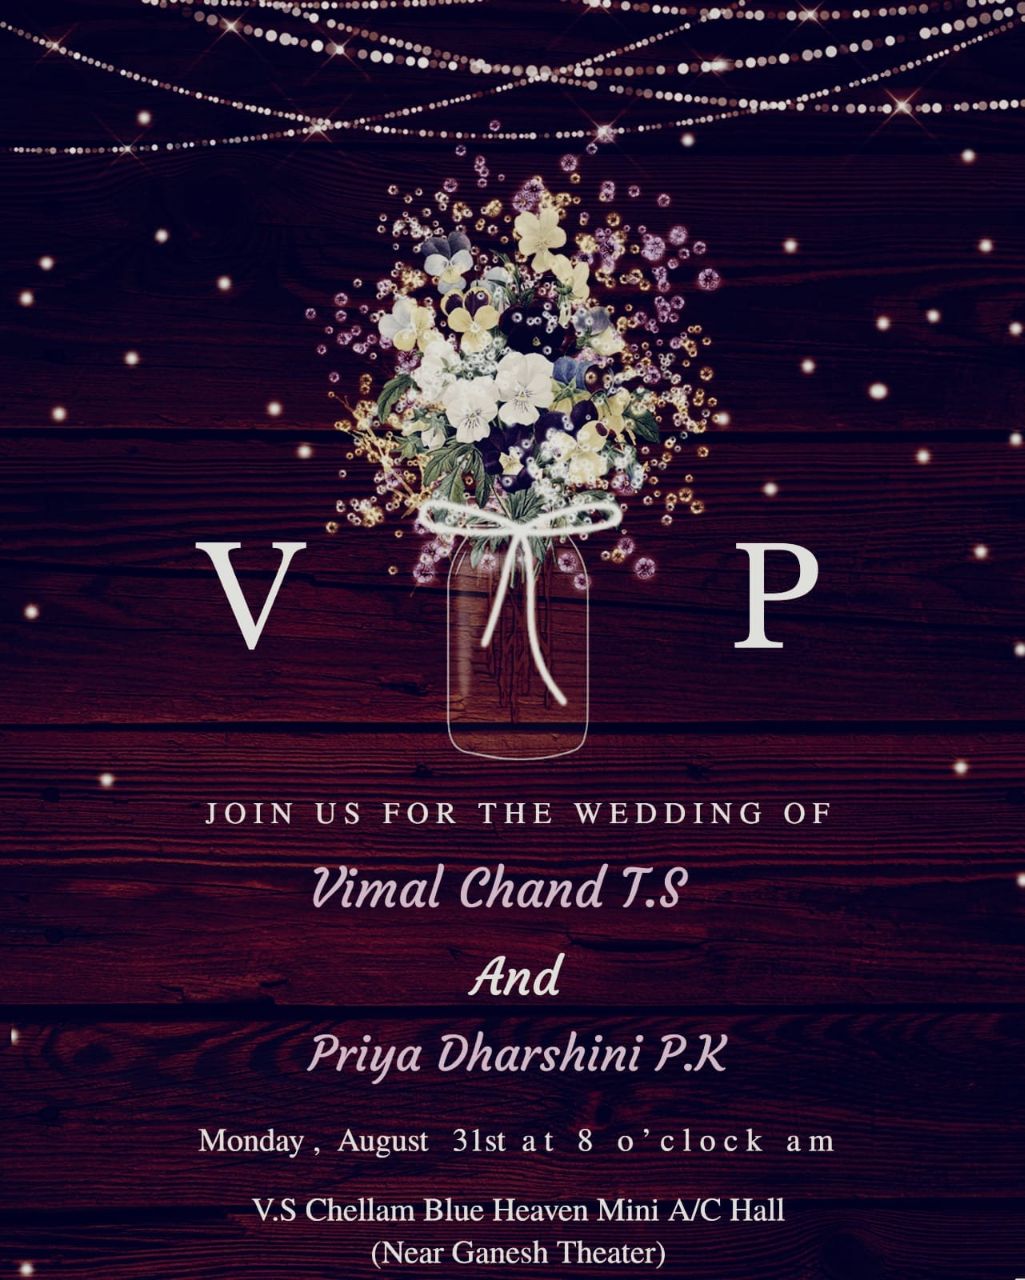 V P
JOIN US FOR THE WEDDING OF
Vimal Chand T.S
And
Priya Dharshini P.K
Monday , August 31st at 8 o’clock am
V.S Chellam Blue Heaven Mini A/C Hall
(Near Ganesh Theater)